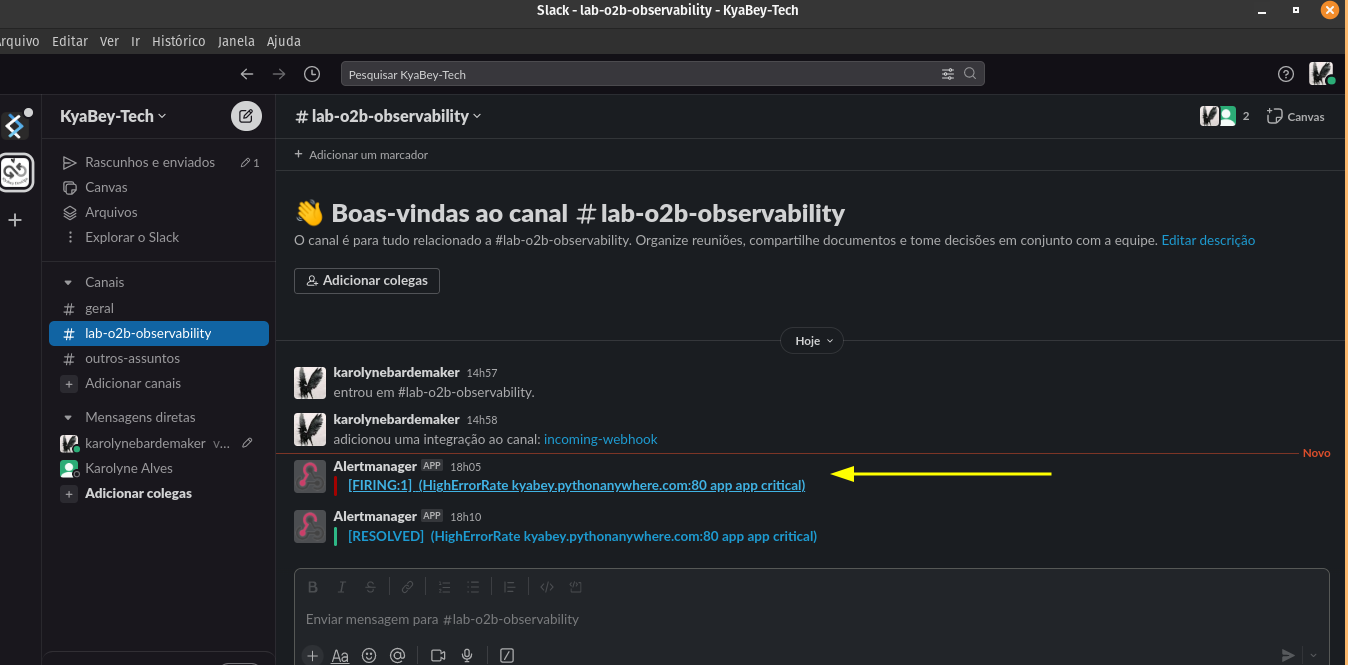 Slack - lab-o2b-observability - KyaBey-Tech
rquivo Editar Ver Ir Histórico Janela Ajuda
Pesquisar KyaBey-Tech
KyaBey-Tech
# lab-o2b-observability
2
Canvas
+ Adicionar um marcador
Rascunhos e enviados 1
Canvas
Arquivos
Explorar o Slack
Canais
# geral
# lab-o2b-observability
# outros-assuntos
+ Adicionar canais
Mensagens diretas
karolynebardemaker v...
Karolyne Alves
+ Adicionar colegas
👋 Boas-vindas ao canal # lab-o2b-observability
O canal é para tudo relacionado a #lab-o2b-observability. Organize reuniões, compartilhe documentos e tome decisões em conjunto com a equipe. Editar descrição
Adicionar colegas
Hoje
karolynebardemaker 14h57
entrou em #lab-o2b-observability.
karolynebardemaker 14h58
adicionou uma integração ao canal: incoming-webhook
Novo
Alertmanager APP 18h05
[FIRING:1] (HighErrorRate kyabey.pythonanywhere.com:80 app app critical)
Alertmanager APP 18h10
[RESOLVED] (HighErrorRate kyabey.pythonanywhere.com:80 app app critical)
B I S
Enviar mensagem para #lab-o2b-observability
+ Aa @